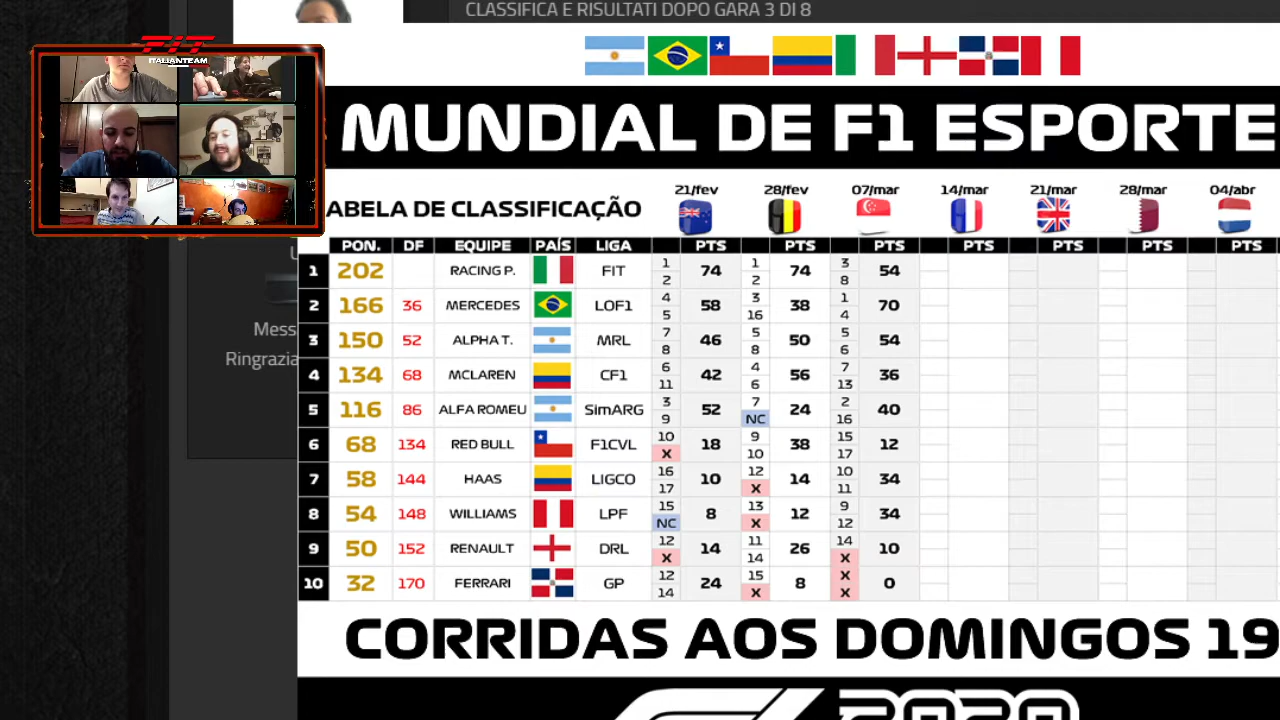 CLASSIFICA E RISULTATI DOPO GARA 3 DI 8
FIT
ITALIANTEAM
MUNDIAL DE F1 ESPORTE
21/fev 28/fev 07/mar 14/mar 21/mar 28/mar 04/abr
ABELA DE CLASSIFICAÇÃO
PON. DF EQUIPE PAÍS LIGA PTS PTS PTS PTS PTS PTS PTS
1 202 RACING P. FIT 1 2 74 1 2 74 3 8 54
2 166 36 MERCEDES LOF1 4 5 58 3 16 38 1 4 70
3 150 52 ALPHA T. MRL 7 8 46 5 8 50 5 6 54
4 134 68 MCLAREN CF1 6 11 42 4 6 56 7 13 36
5 116 86 ALFA ROMEU SimARG 3 9 52 7 NC 24 2 16 40
6 68 134 RED BULL F1CVL 10 X 18 9 10 38 15 17 12
7 58 144 HAAS LIGCO 16 17 10 12 X 14 10 11 34
8 54 148 WILLIAMS LPF 15 NC 8 13 X 12 9 12 34
9 50 152 RENAULT DRL 12 X 14 11 14 26 14 X 10
10 32 170 FERRARI GP 12 14 24 15 X 8 X X 0
Mess
Ringrazia
CORRIDAS AOS DOMINGOS 19
2020